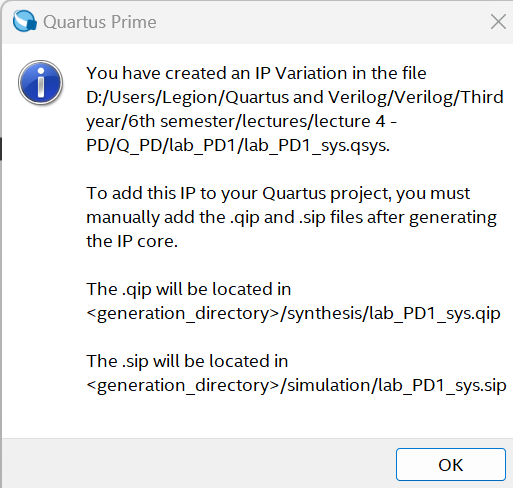 Quartus Prime
You have created an IP Variation in the file
D:/Users/Legion/Quartus and Verilog/Verilog/Third
year/6th semester/lectures/lecture 4 -
PD/Q_PD/lab_PD1/lab_PD1_sys.qsys.
To add this IP to your Quartus project, you must
manually add the .qip and .sip files after generating
the IP core.
The .qip will be located in
<generation_directory>/synthesis/lab_PD1_sys.qip
The .sip will be located in
<generation_directory>/simulation/lab_PD1_sys.sip
OK